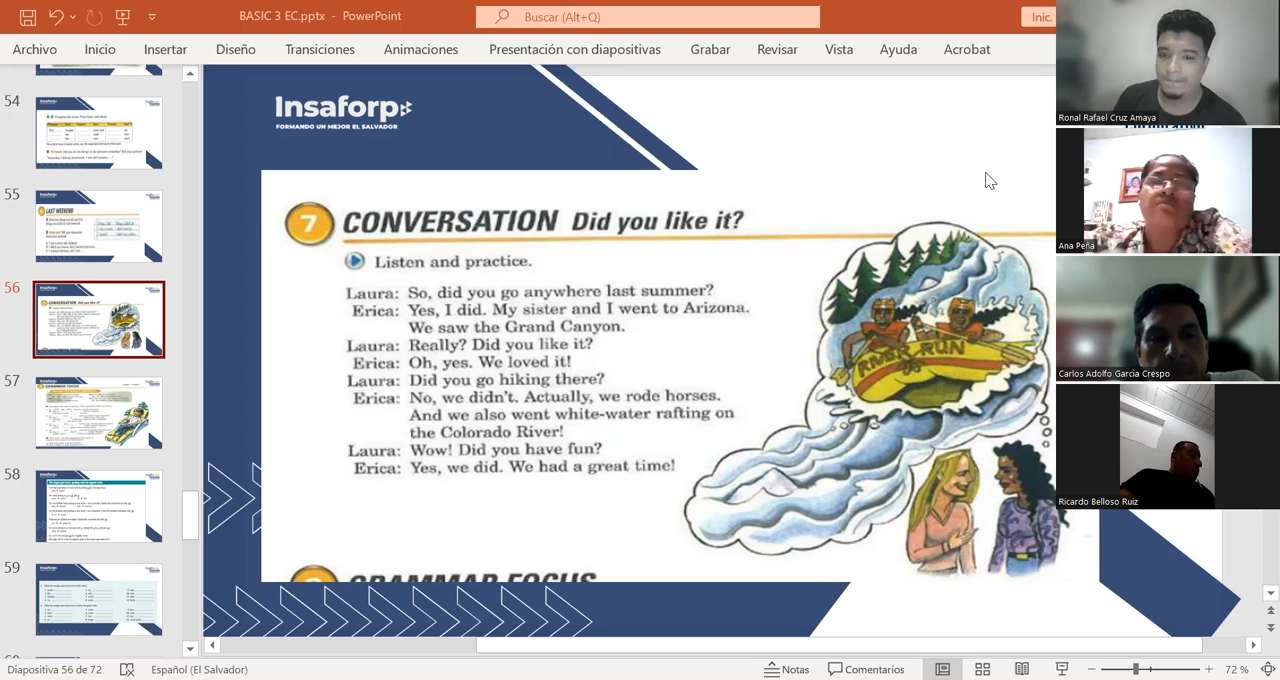 BASIC 3 EC.pptx - PowerPoint
Buscar (Alt+Q)
Inic.
Archivo Inicio Insertar Diseño Transiciones Animaciones Presentación con diapositivas Grabar Revisar Vista Ayuda Acrobat
54
55
LAST WEEKEND
56
57
58
59
Insaforp
FORMANDO UN MEJOR EL SALVADOR
7 CONVERSATION Did you like it?
Listen and practice.
Laura: So, did you go anywhere last summer?
Erica: Yes, I did. My sister and I went to Arizona.
We saw the Grand Canyon.
Laura: Really? Did you like it?
Erica: Oh, yes. We loved it!
Laura: Did you go hiking there?
Erica: No, we didn't. Actually, we rode horses.
And we also went white-water rafting on
the Colorado River!
Laura: Wow! Did you have fun?
Erica: Yes, we did. We had a great time!
RIVER RUN
GRAMMAR FOCUS
Ronal Rafael Cruz Amaya
Ana Peña
Carlos Adolfo Garcia Crespo
Ricardo Belloso Ruiz
Diapositiva 56 de 72
Español (El Salvador)
Notas
Comentarios
72 %